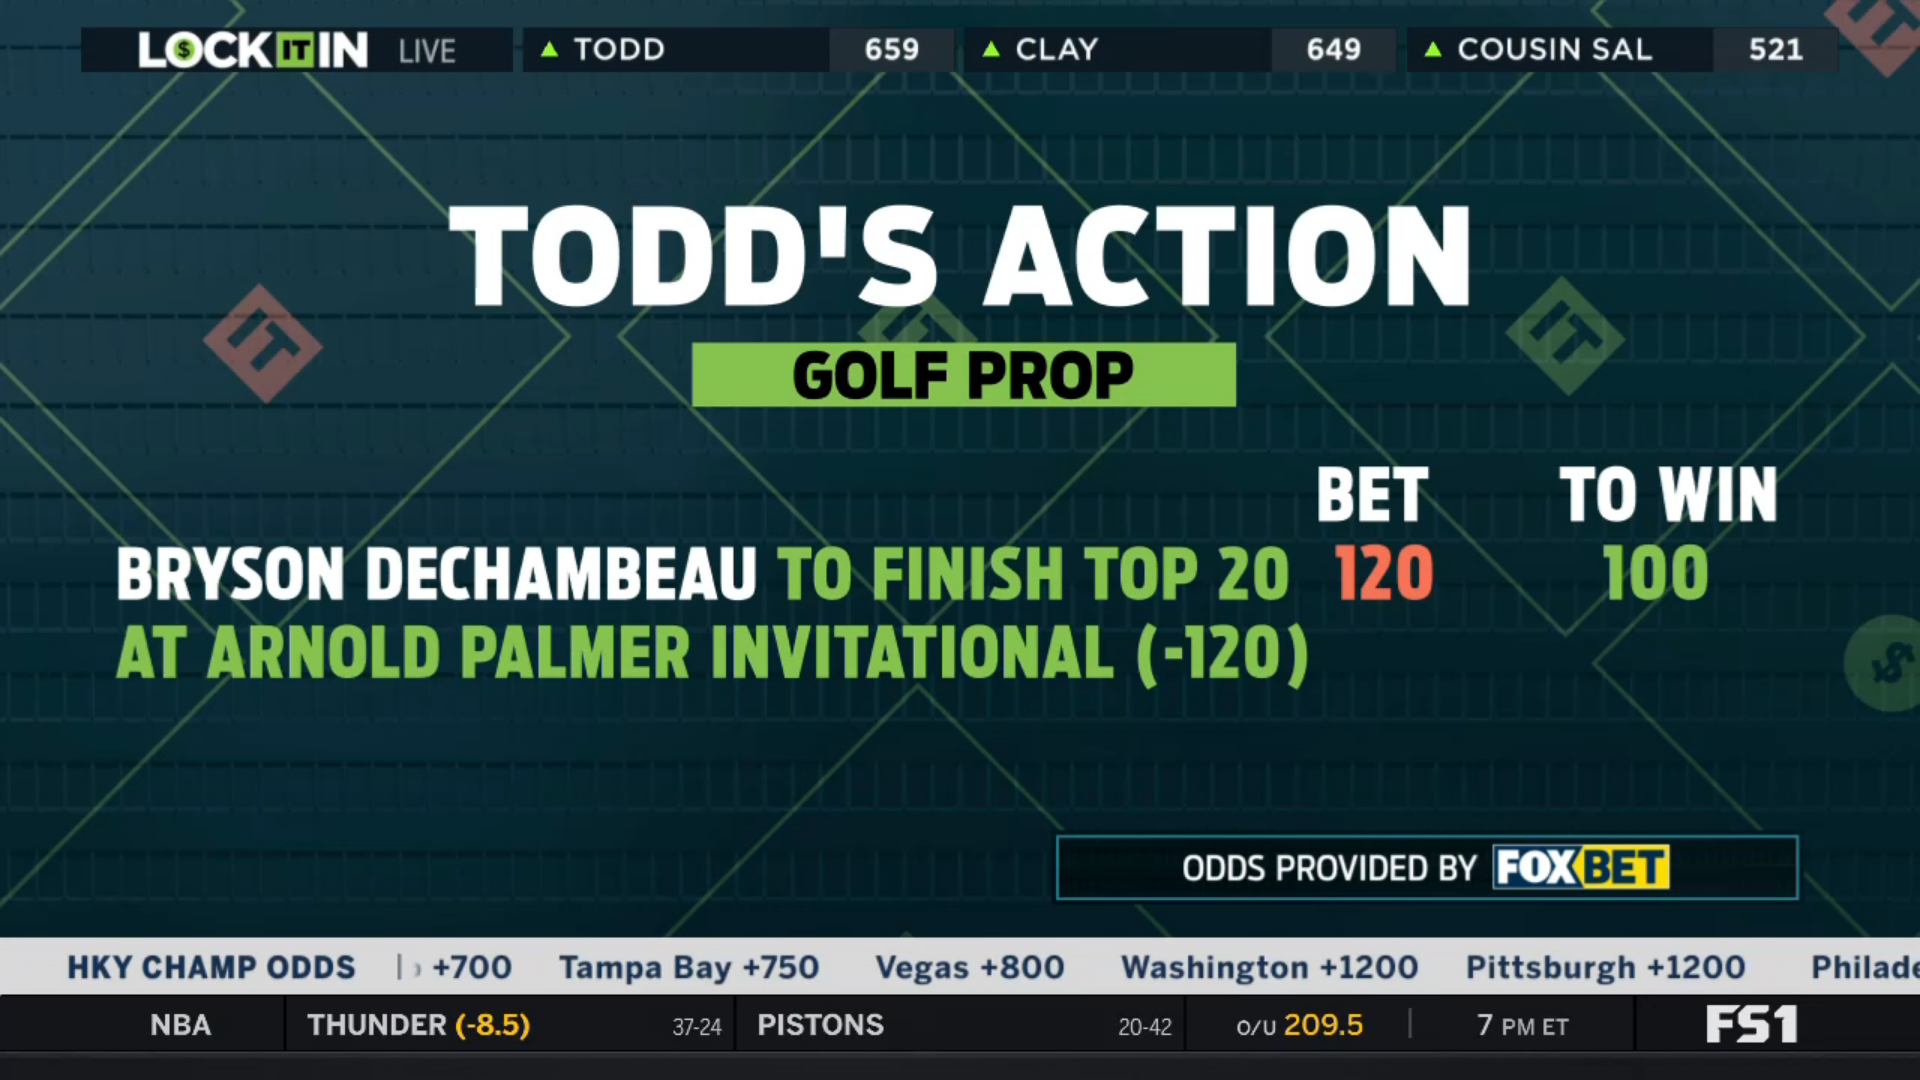 LOCK IT IN LIVE
TODD 659
CLAY 649
COUSIN SAL 521
TODD'S ACTION
GOLF PROP
BET TO WIN
BRYSON DECHAMBEAU TO FINISH TOP 20 120 100
AT ARNOLD PALMER INVITATIONAL (-120)
ODDS PROVIDED BY FOX BET
HKY CHAMP ODDS +700 Tampa Bay +750 Vegas +800 Washington +1200 Pittsburgh +1200
NBA THUNDER (-8.5) 37-24 PISTONS 20-42 O/U 209.5 7 PM ET FS1